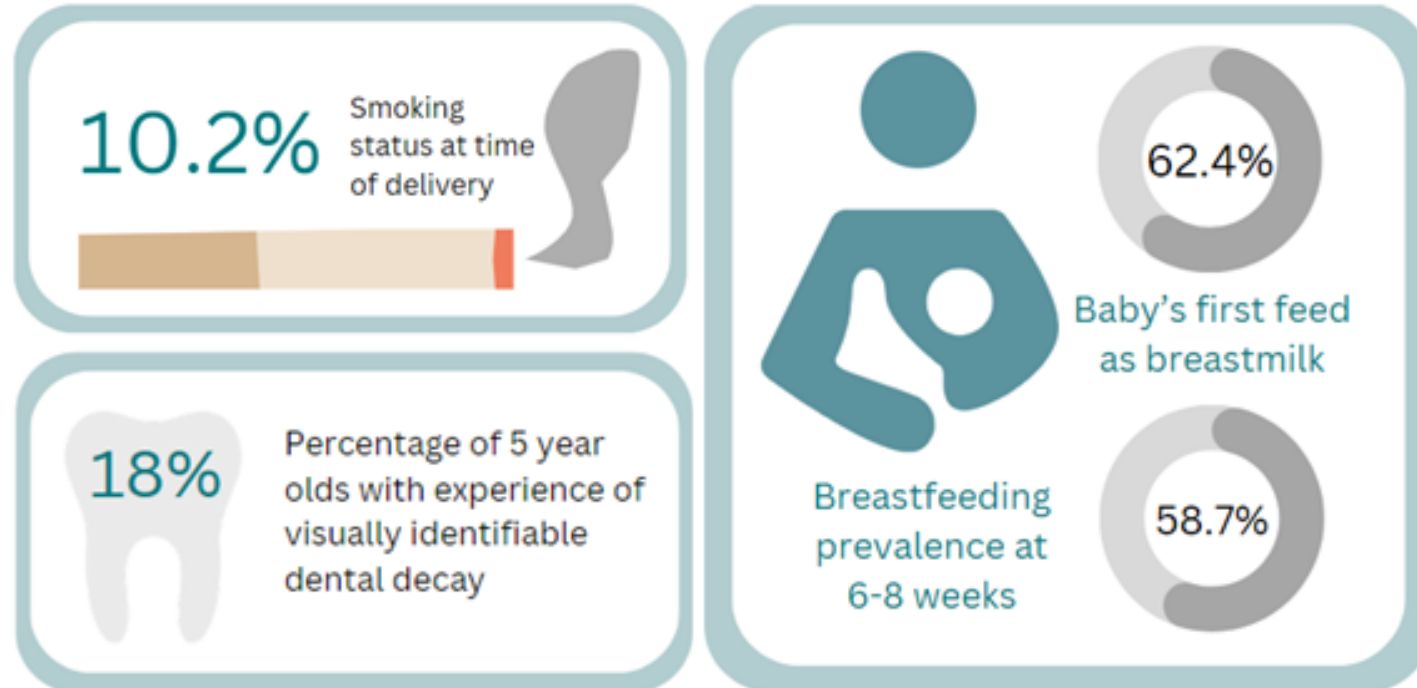 10.2%
Smoking
status at time
of delivery
18%
Percentage of 5 year
olds with experience of
visually identifiable
dental decay
62.4%
Baby’s first feed
as breastmilk
Breastfeeding
prevalence at
6-8 weeks
58.7%